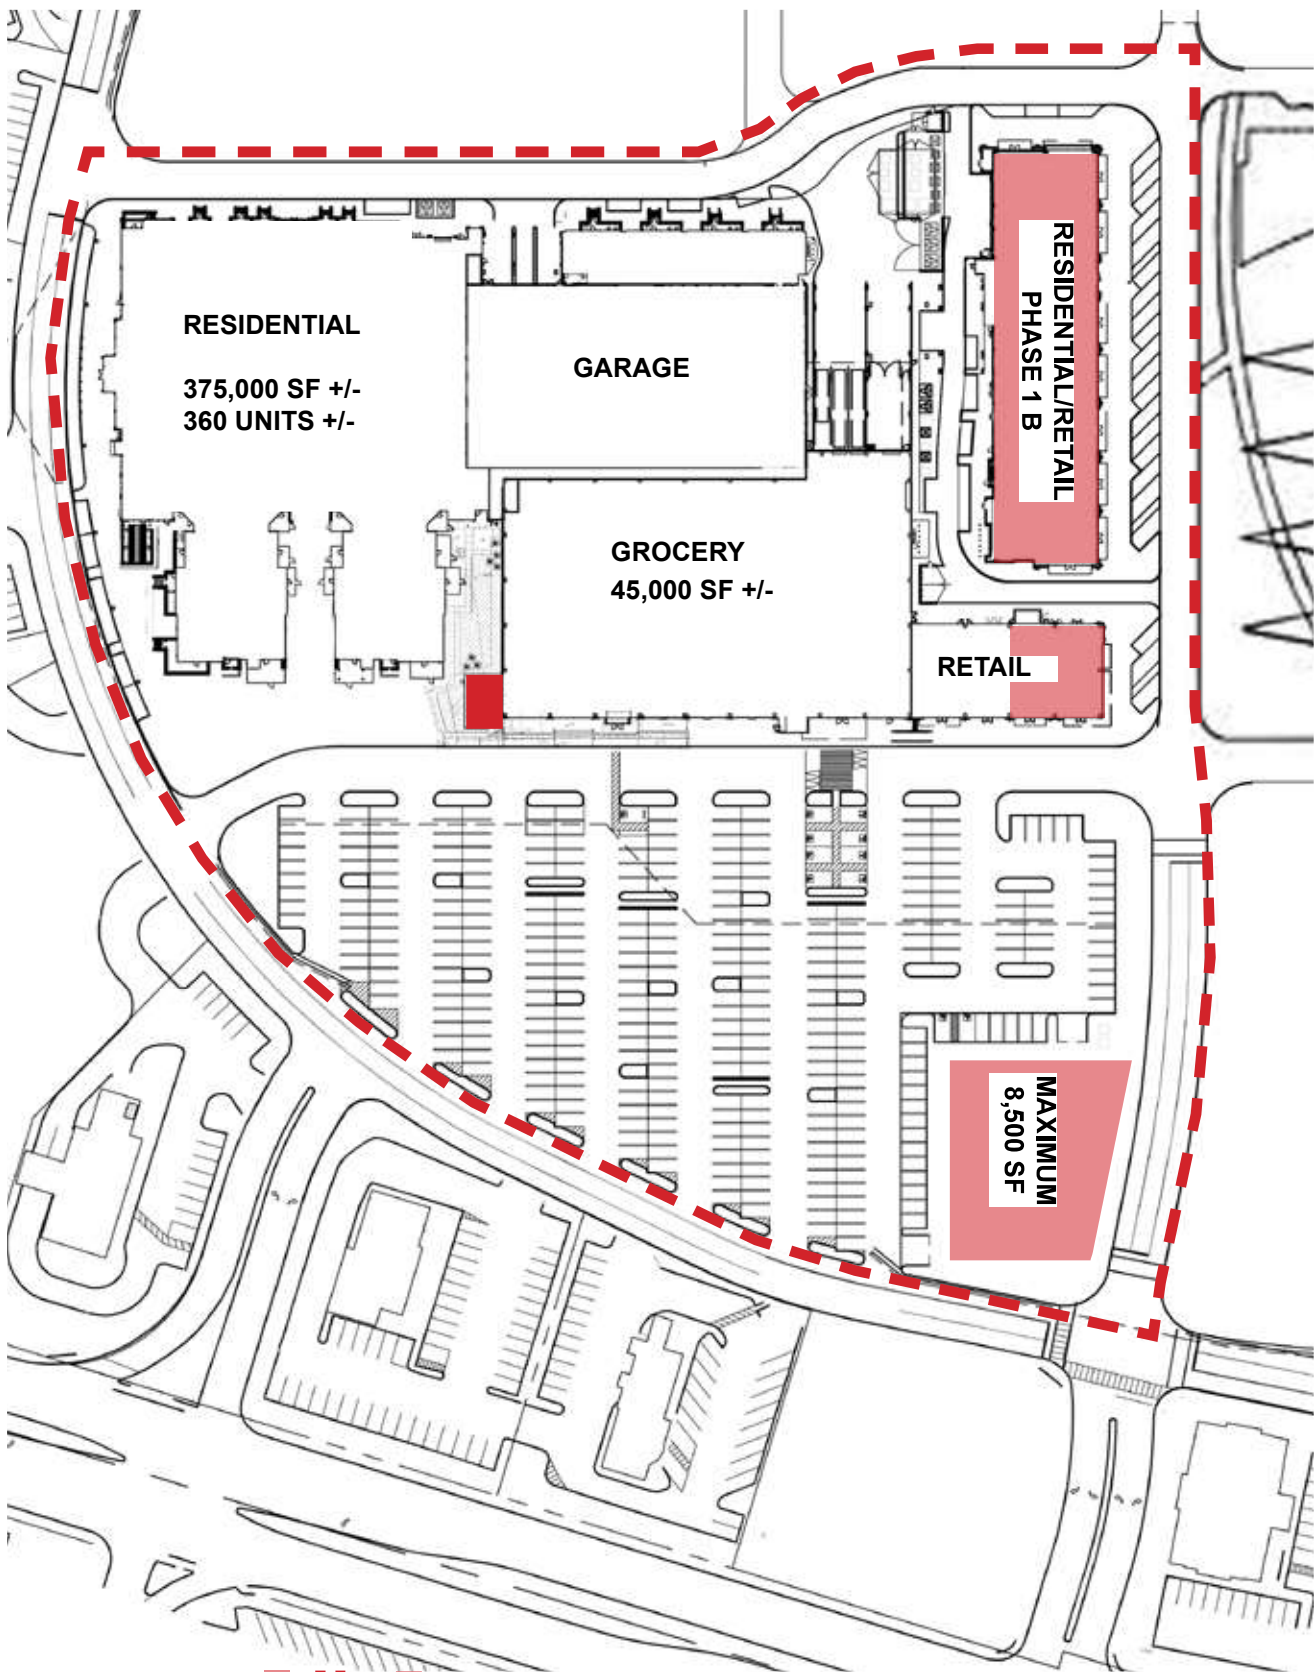 RESIDENTIAL
375,000 SF +/-
360 UNITS +/-
GARAGE
RESIDENTIAL/RETAIL
PHASE 1 B
GROCERY
45,000 SF +/-
RETAIL
MAXIMUM
8,500 SF